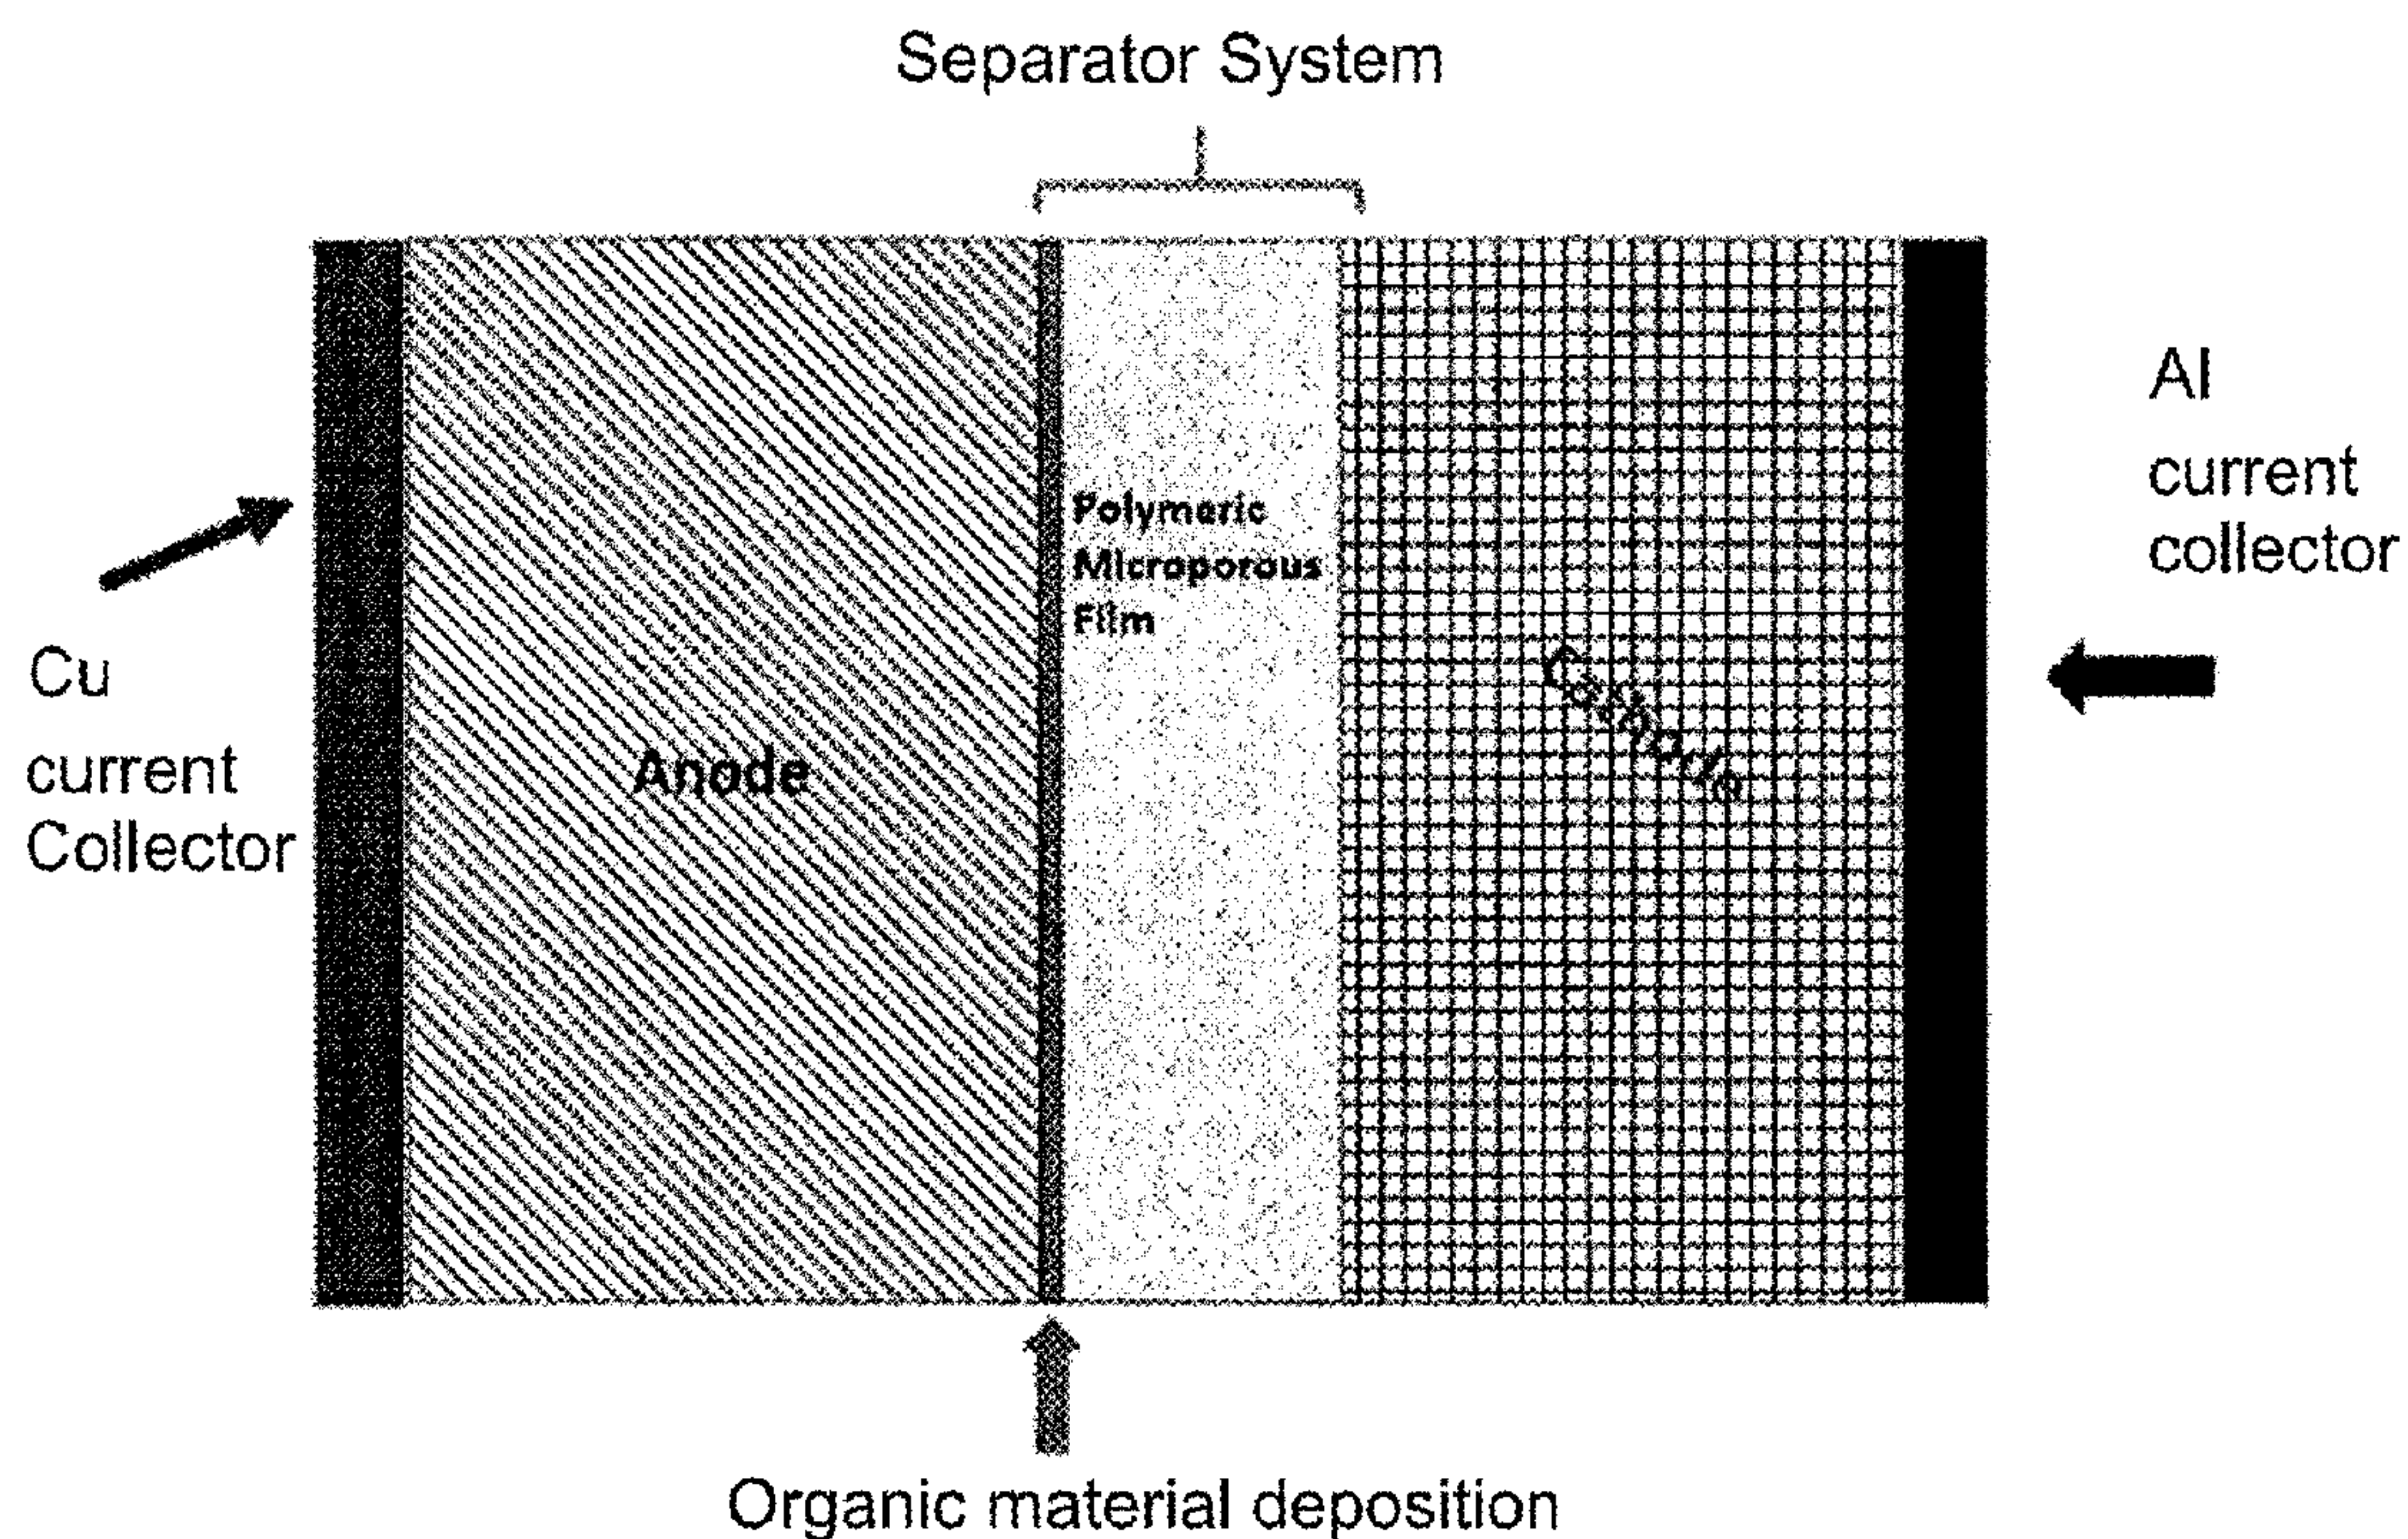 Separator System
Polymeric
Microporous
Film
Al
current
collector
Cu
current
Collector
Anode
Cathode
Organic material deposition